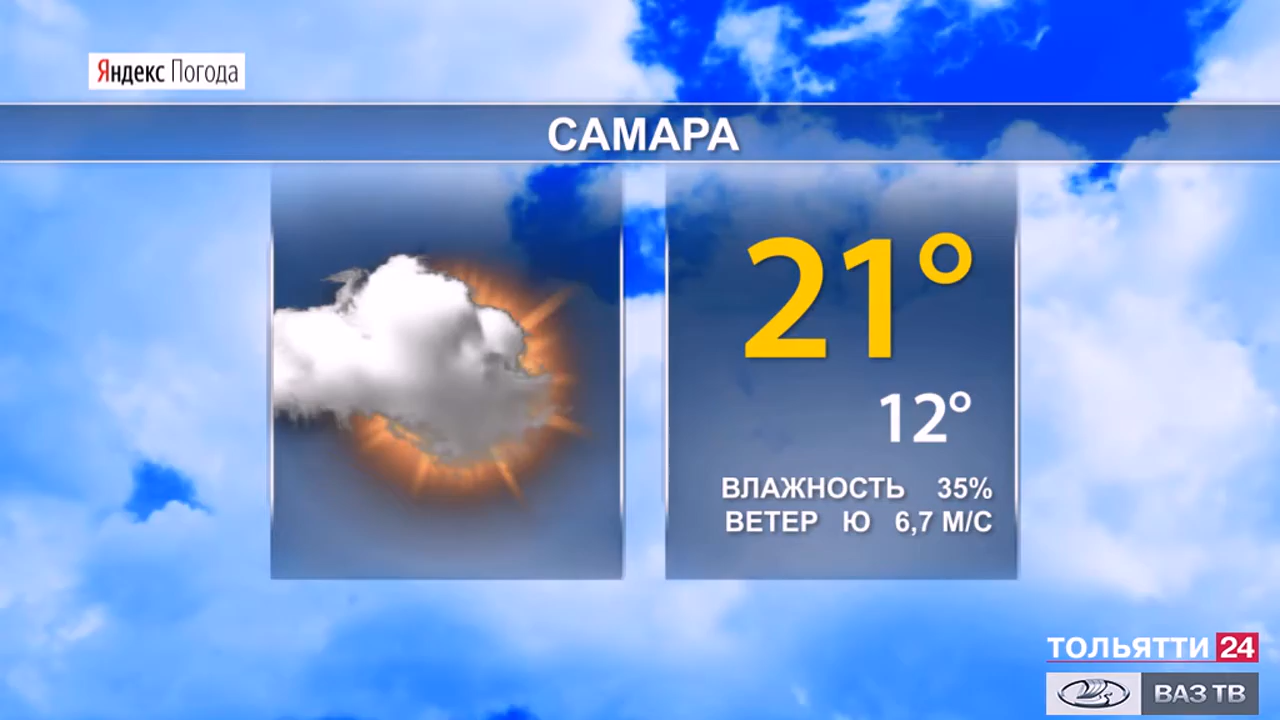 Яндекс Погода
САМАРА
21°
12°
ВЛАЖНОСТЬ 35%
ВЕТЕР Ю 6,7 М/С
ТОЛЬЯТТИ 24
ВАЗ ТВ